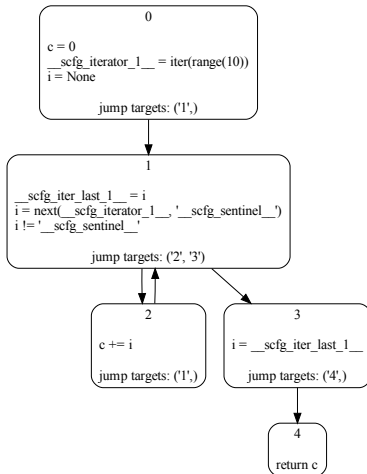 0
c = 0
__scfg_iterator_1__ = iter(range(10))
i = None
jump targets: ('1',)
1
__scfg_iter_last_1__ = i
i = next(__scfg_iterator_1__, '__scfg_sentinel__')
i != '__scfg_sentinel__'
jump targets: ('2', '3')
2
c += i
jump targets: ('1',)
3
i = __scfg_iter_last_1__
jump targets: ('4',)
4
return c